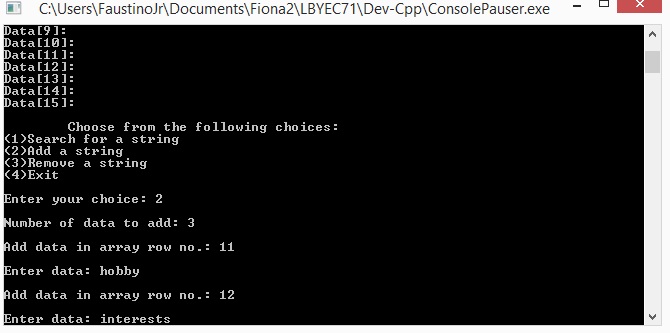 C:\Users\FaustinoJr\Documents\Fiona2\LBYEC71\Dev-Cpp\ConsolePauser.exe
Data[9]:
Data[10]:
Data[11]:
Data[12]:
Data[13]:
Data[14]:
Data[15]:
Choose from the following choices:
(1)Search for a string
(2)Add a string
(3)Remove a string
(4)Exit
Enter your choice: 2
Number of data to add: 3
Add data in array row no.: 11
Enter data: hobby
Add data in array row no.: 12
Enter data: interests